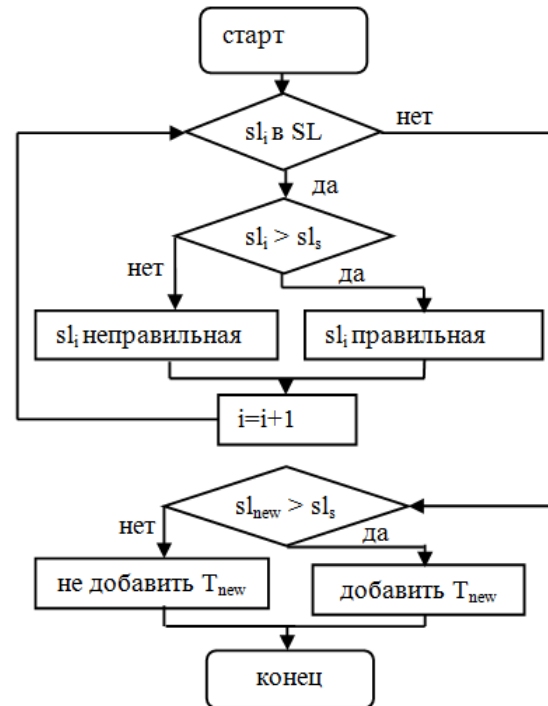 старт
slᵢ в SL
нет
да
slᵢ > slₛ
нет
да
slᵢ неправильная
slᵢ правильная
i=i+1
slₙₑw > slₛ
нет
да
не добавить Tₙₑw
добавить Tₙₑw
конец